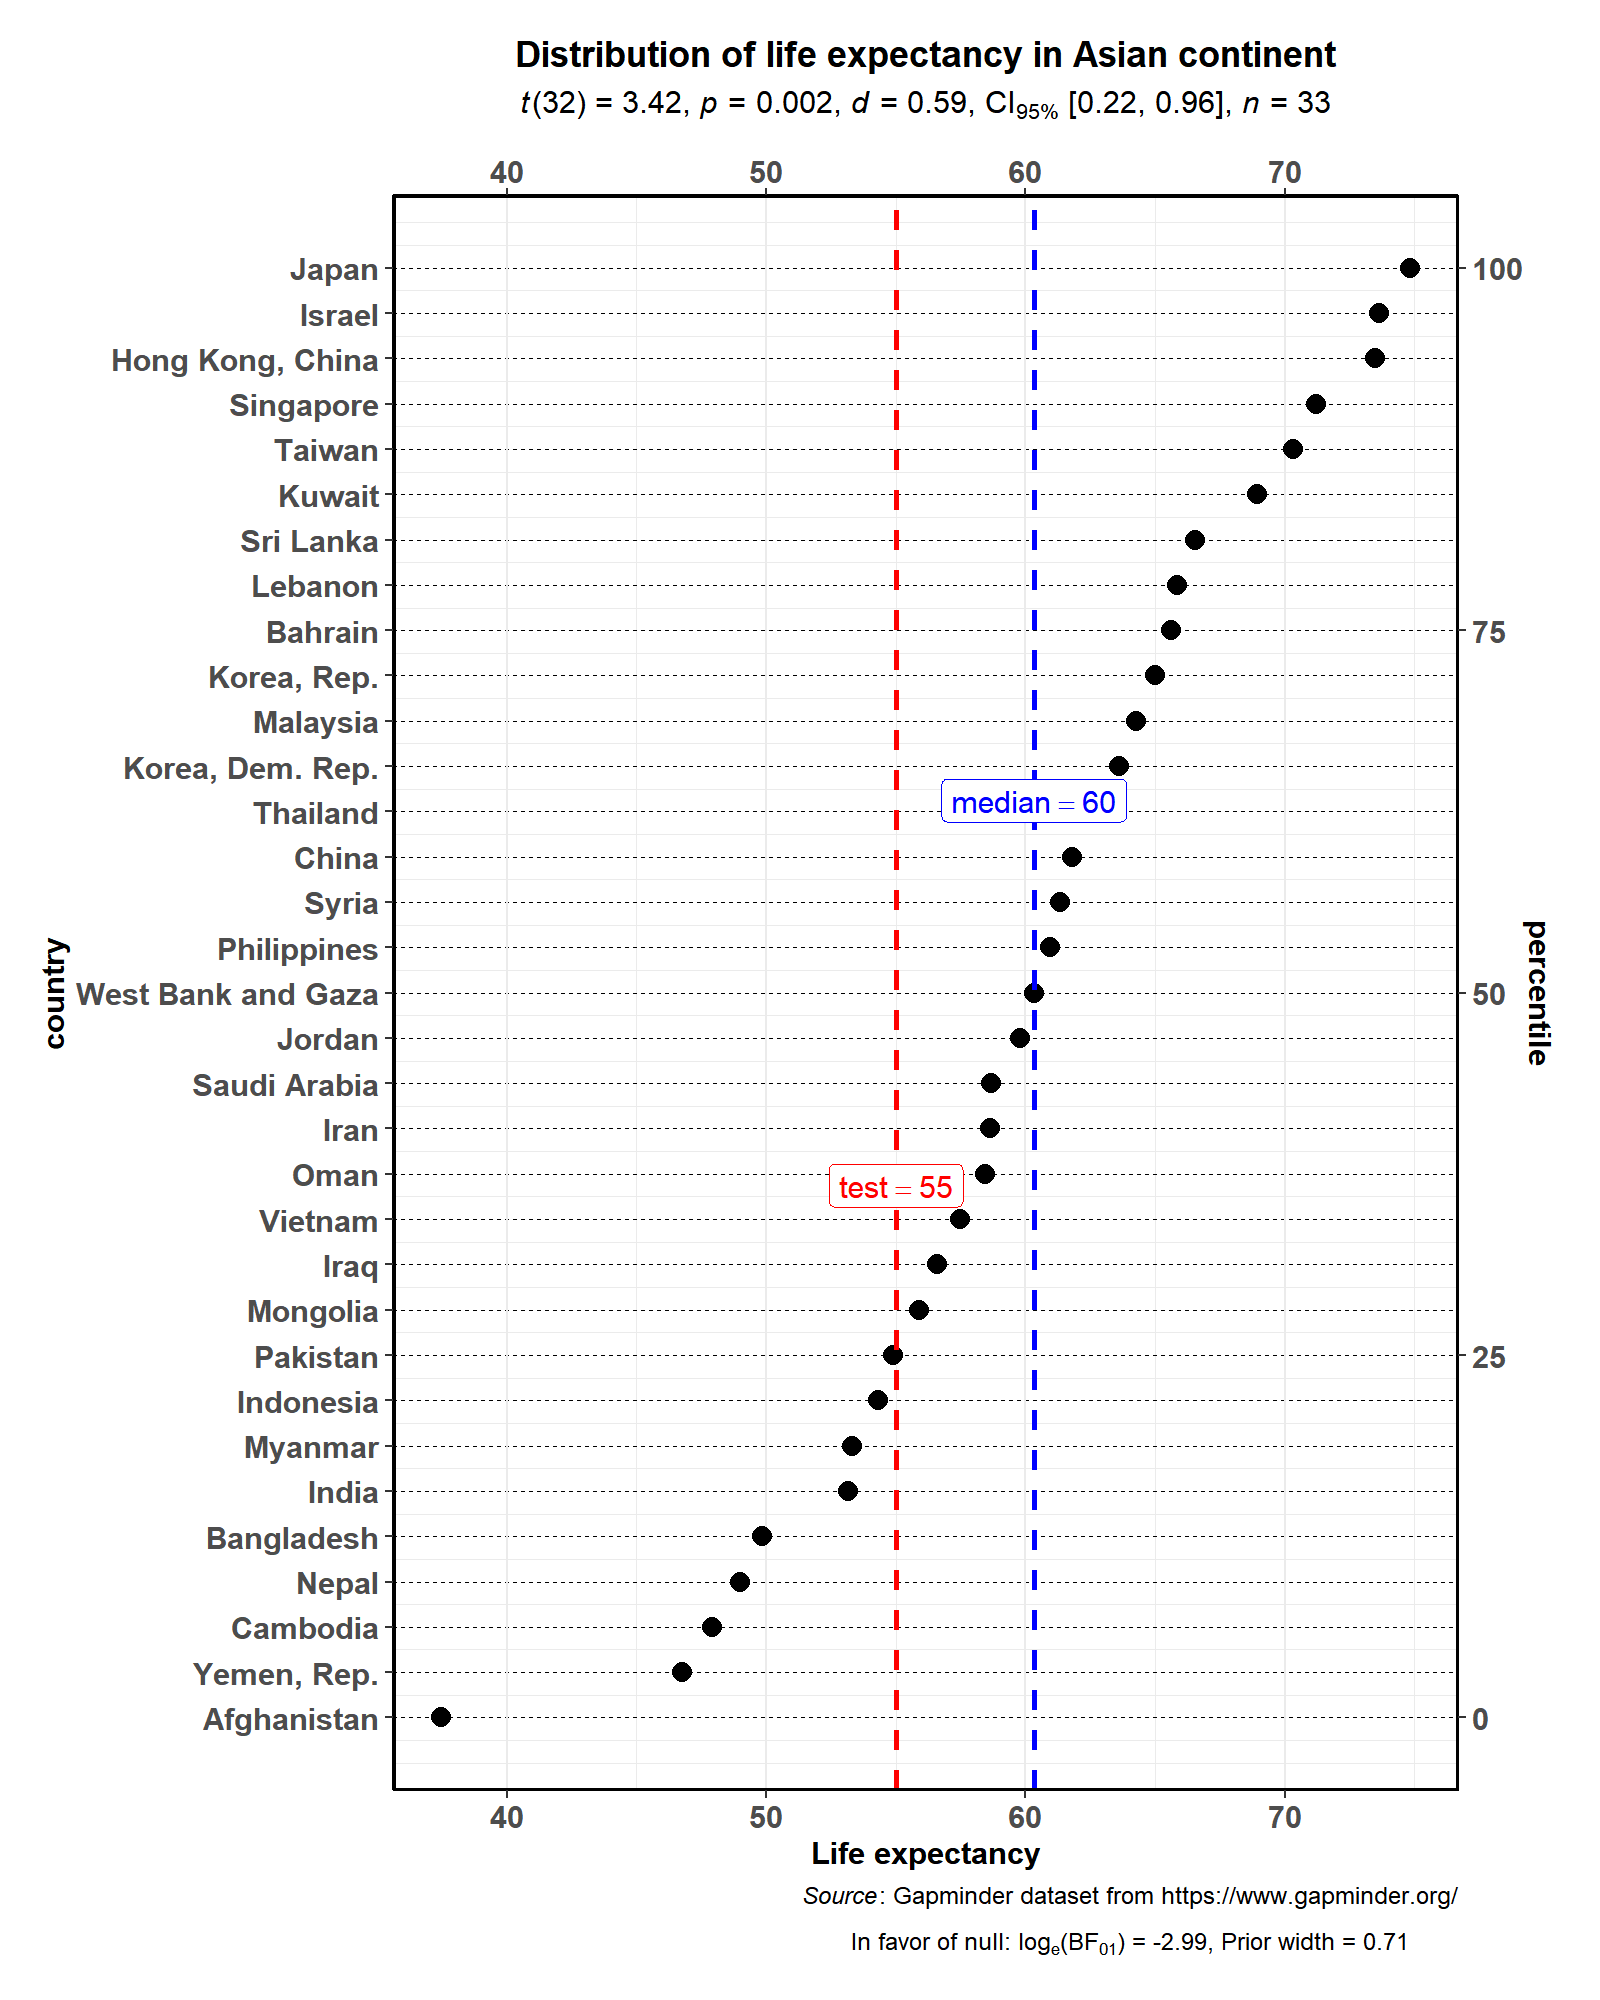 Distribution of life expectancy in Asian continent
t(32) = 3.42, p = 0.002, d = 0.59, CI95% [0.22, 0.96], n = 33
40 50 60 70
Japan 100
Israel
Hong Kong, China
Singapore
Taiwan
Kuwait
Sri Lanka
Lebanon
Bahrain 75
Korea, Rep.
Malaysia
Korea, Dem. Rep.
median = 60
Thailand
China
Syria
Philippines
West Bank and Gaza 50
country
percentile
Jordan
Saudi Arabia
Iran
Oman
test = 55
Vietnam
Iraq
Mongolia
Pakistan 25
Indonesia
Myanmar
India
Bangladesh
Nepal
Cambodia
Yemen, Rep.
Afghanistan 0
40 50 60 70
Life expectancy
Source: Gapminder dataset from https://www.gapminder.org/
In favor of null: loge(BF01) = -2.99, Prior width = 0.71